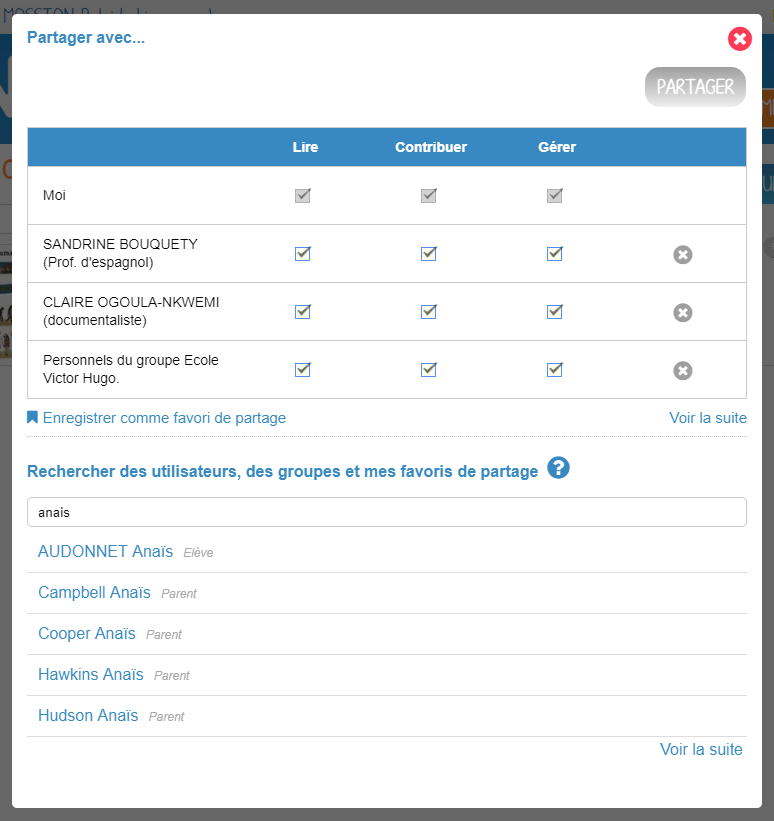 Partager avec...
PARTAGER
Lire Contribuer Gérer
Moi
SANDRINE BOUQUETY
(Prof. d'espagnol)
CLAIRE OGOULA-NKWEMI
(documentaliste)
Personnels du groupe Ecole
Victor Hugo.
Enregistrer comme favori de partage Voir la suite
Rechercher des utilisateurs, des groupes et mes favoris de partage ?
anais
AUDONNET Anaïs Elève
Campbell Anaïs Parent
Cooper Anaïs Parent
Hawkins Anaïs Parent
Hudson Anaïs Parent
Voir la suite